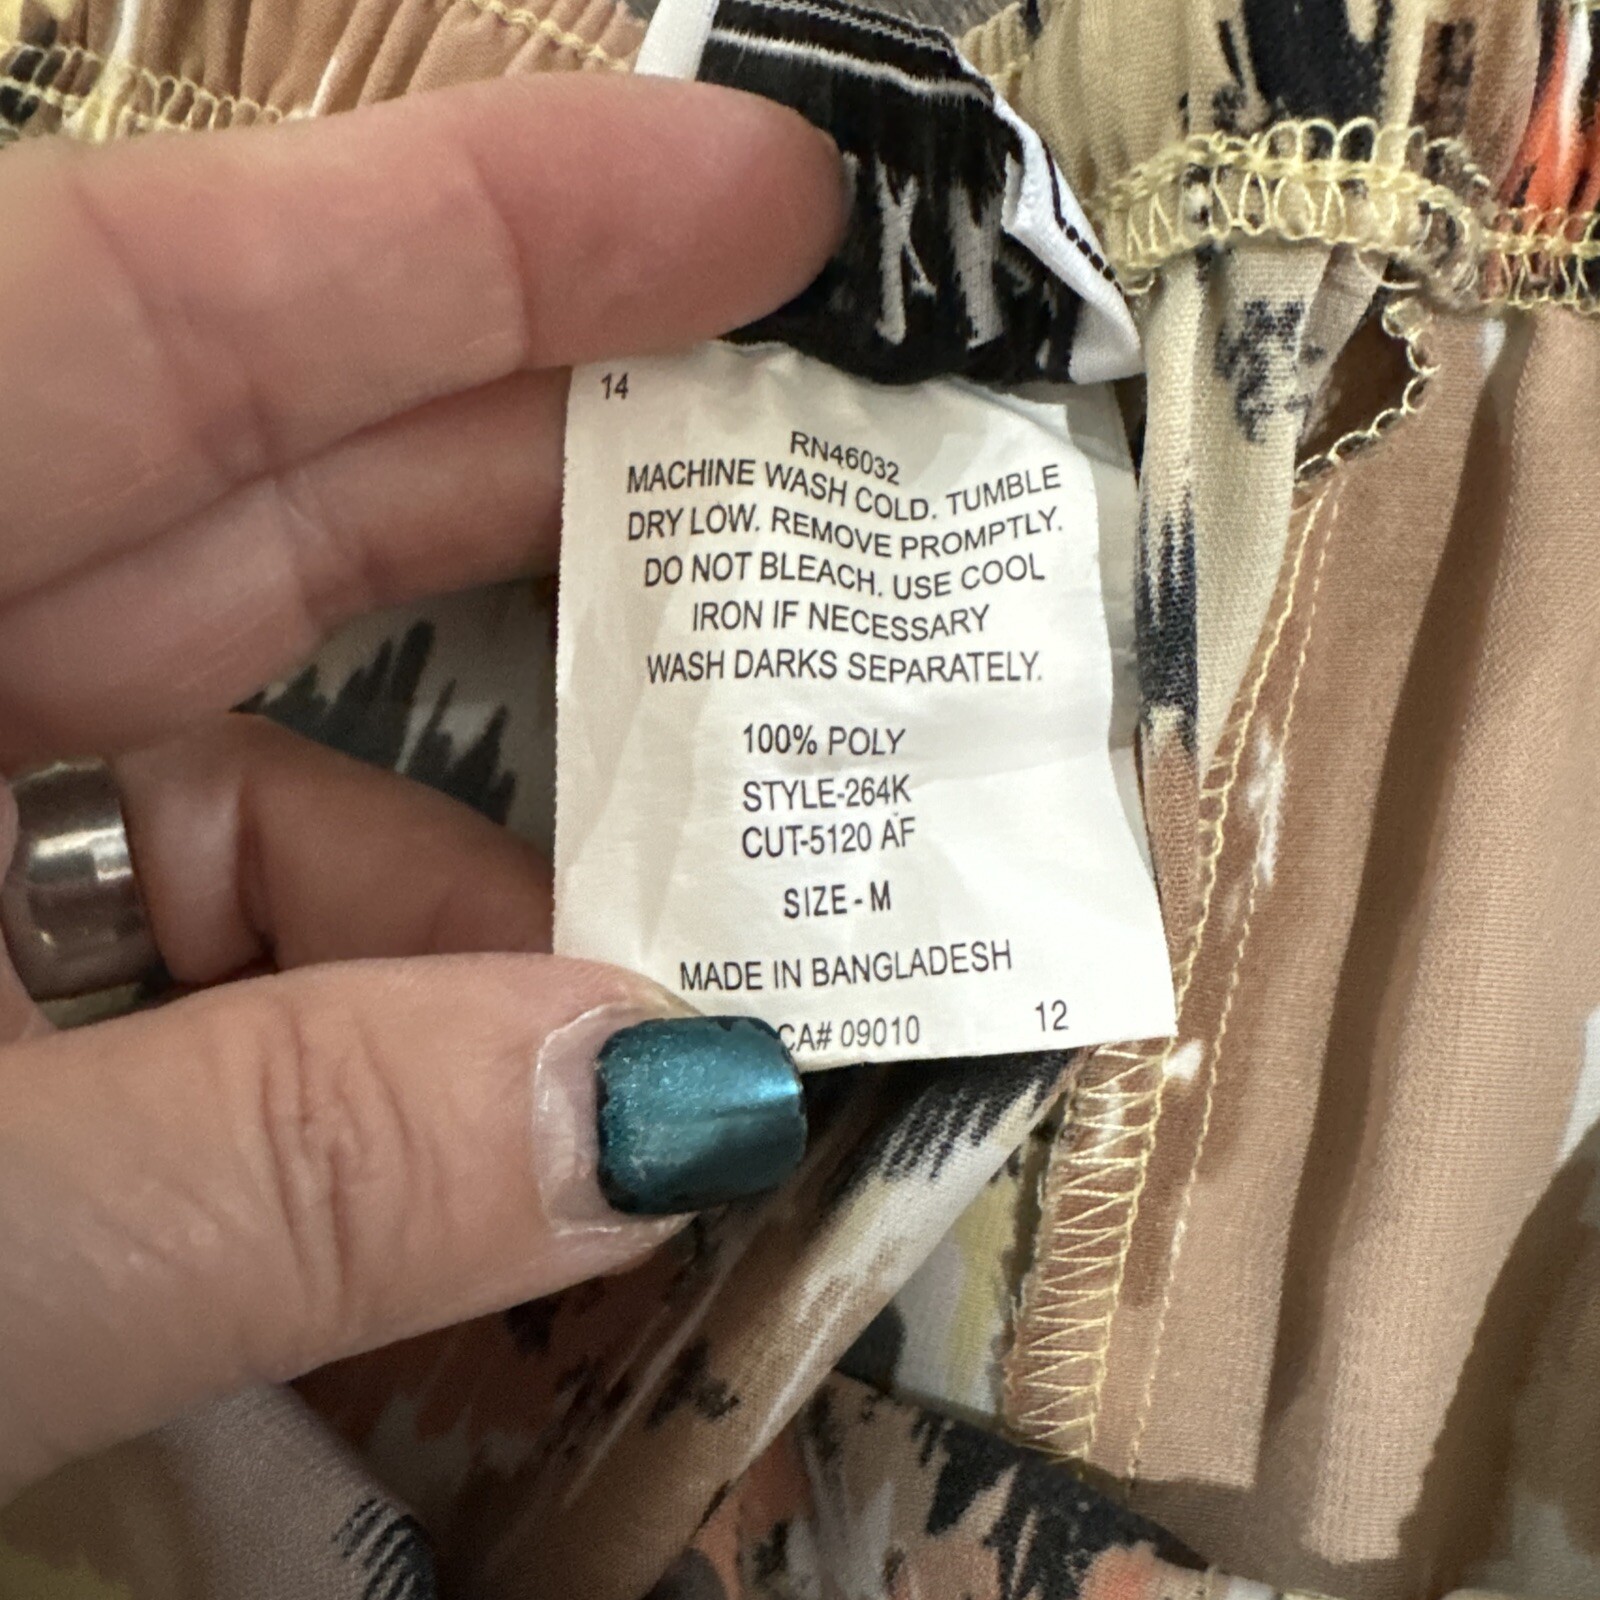 14
RN46032
MACHINE WASH COLD. TUMBLE
DRY LOW. REMOVE PROMPTLY.
DO NOT BLEACH. USE COOL
IRON IF NECESSARY
WASH DARKS SEPARATELY.
100% POLY
STYLE-264K
CUT-5120 AF
SIZE - M
MADE IN BANGLADESH
CA# 09010 12